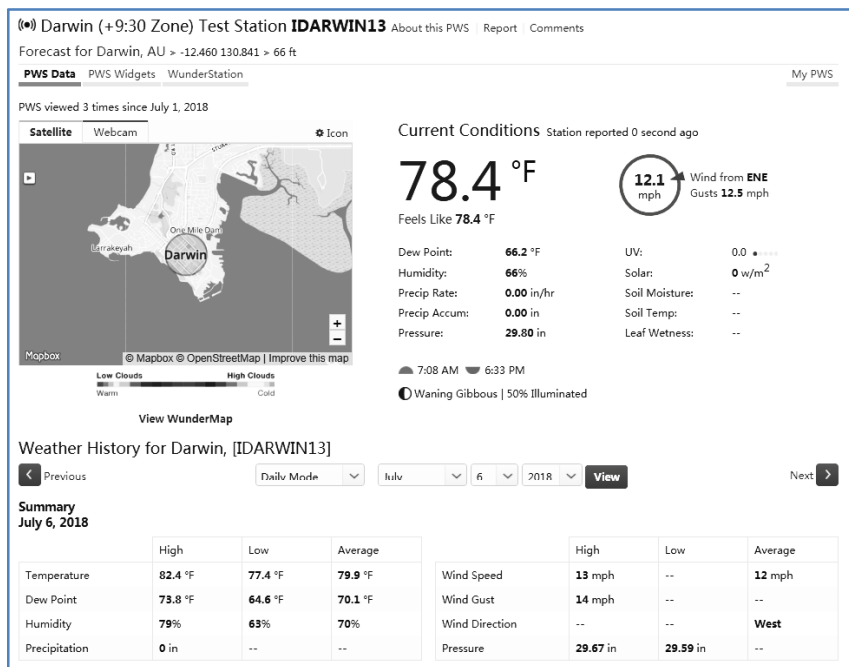 Darwin (+9:30 Zone) Test Station IDARWIN13 About this PWS | Report | Comments
Forecast for Darwin, AU > -12.460 130.841 > 66 ft
PWS Data PWS Widgets WunderStation My PWS
PWS viewed 3 times since July 1, 2018
Satellite Webcam Icon
One Mile Dam
Larrakeyah
Darwin
+
−
Mapbox © Mapbox © OpenStreetMap | Improve this map
Low Clouds High Clouds
Warm Cold
View WunderMap
Current Conditions Station reported 0 second ago
78.4 °F
Feels Like 78.4 °F
12.1 mph
Wind from ENE
Gusts 12.5 mph
Dew Point: 66.2 °F
Humidity: 66%
Precip Rate: 0.00 in/hr
Precip Accum: 0.00 in
Pressure: 29.80 in
UV: 0.0
Solar: 0 w/m2
Soil Moisture: --
Soil Temp: --
Leaf Wetness: --
7:08 AM 6:33 PM
Waning Gibbous | 50% Illuminated
Weather History for Darwin, [IDARWIN13]
Previous Daily Mode July 6 2018 View Next
Summary
July 6, 2018
High Low Average
Temperature 82.4 °F 77.4 °F 79.9 °F
Dew Point 73.8 °F 64.6 °F 70.1 °F
Humidity 79% 63% 70%
Precipitation 0 in -- --
High Low Average
Wind Speed 13 mph -- 12 mph
Wind Gust 14 mph -- --
Wind Direction -- -- West
Pressure 29.67 in 29.59 in --